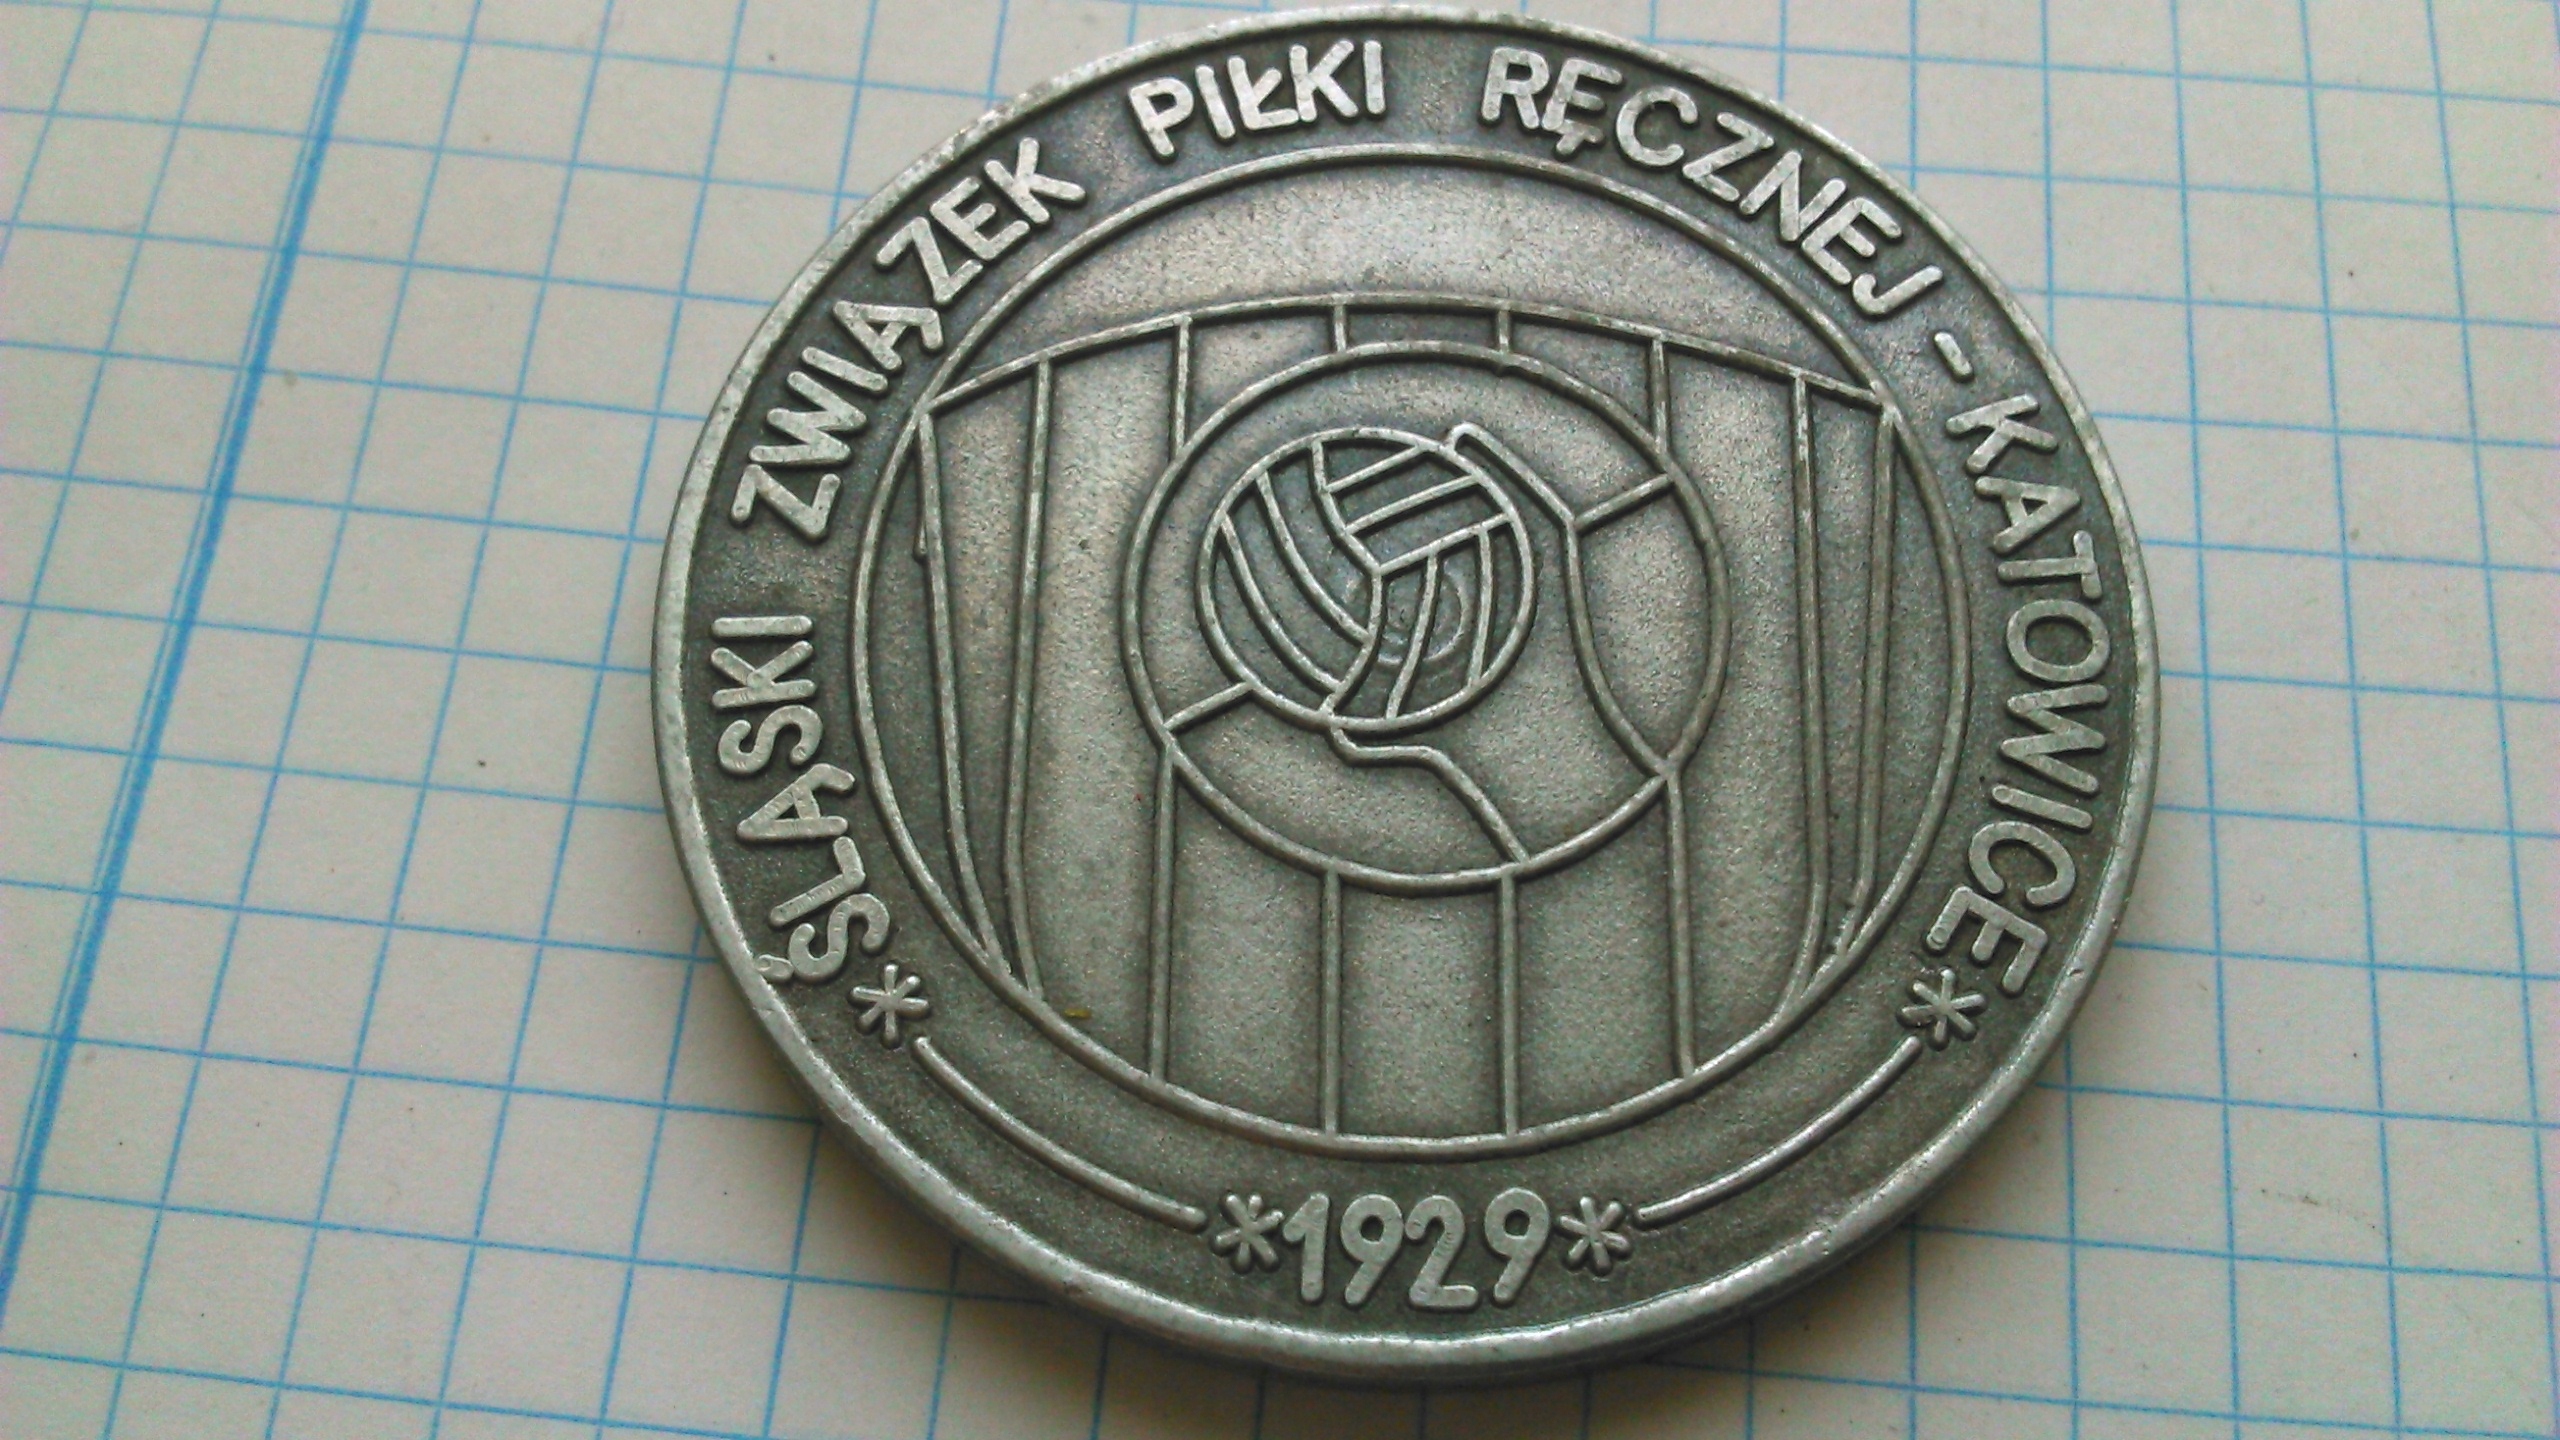 ŚLĄSKI ZWIĄZEK PIŁKI RĘCZNEJ - KATOWICE
*1929*